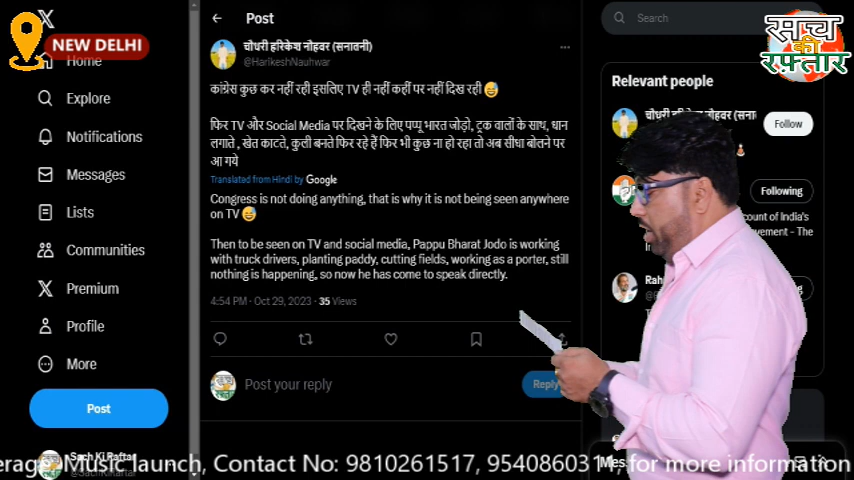 X
NEW DELHI
Home
Explore
Notifications
Messages
Lists
Communities
Premium
Profile
More
Post
Sach Ki Raftar
Post
चोधरी हरिकेश नोहवर (सनातनी)
@HarikeshNauhwar
कांग्रेस कुछ कर नहीं रही इसलिए TV ही नहीं कहीं पर नहीं दिख रही 😅
फिर TV और Social Media पर दिखने के लिए पप्पू भारत जोड़ो, ट्रक वालों के साथ, धान
लगाते , खेत काटते, कुली बनते फिर रहे हैं फिर भी कुछ ना हो रहा तो अब सीधा बोलने पर
आ गये
Translated from Hindi by Google
Congress is not doing anything, that is why it is not being seen anywhere
on TV 😅
Then to be seen on TV and social media, Pappu Bharat Jodo is working
with truck drivers, planting paddy, cutting fields, working as a porter, still
nothing is happening, so now he has come to speak directly.
4:54 PM · Oct 29, 2023 · 35 Views
Post your reply
Reply
Search
सच
की
रफ़्तार
Relevant people
Follow
Following
count of India's
vement - The
Rah
Music launch, Contact No: 9810261517, 9540860311, for more information